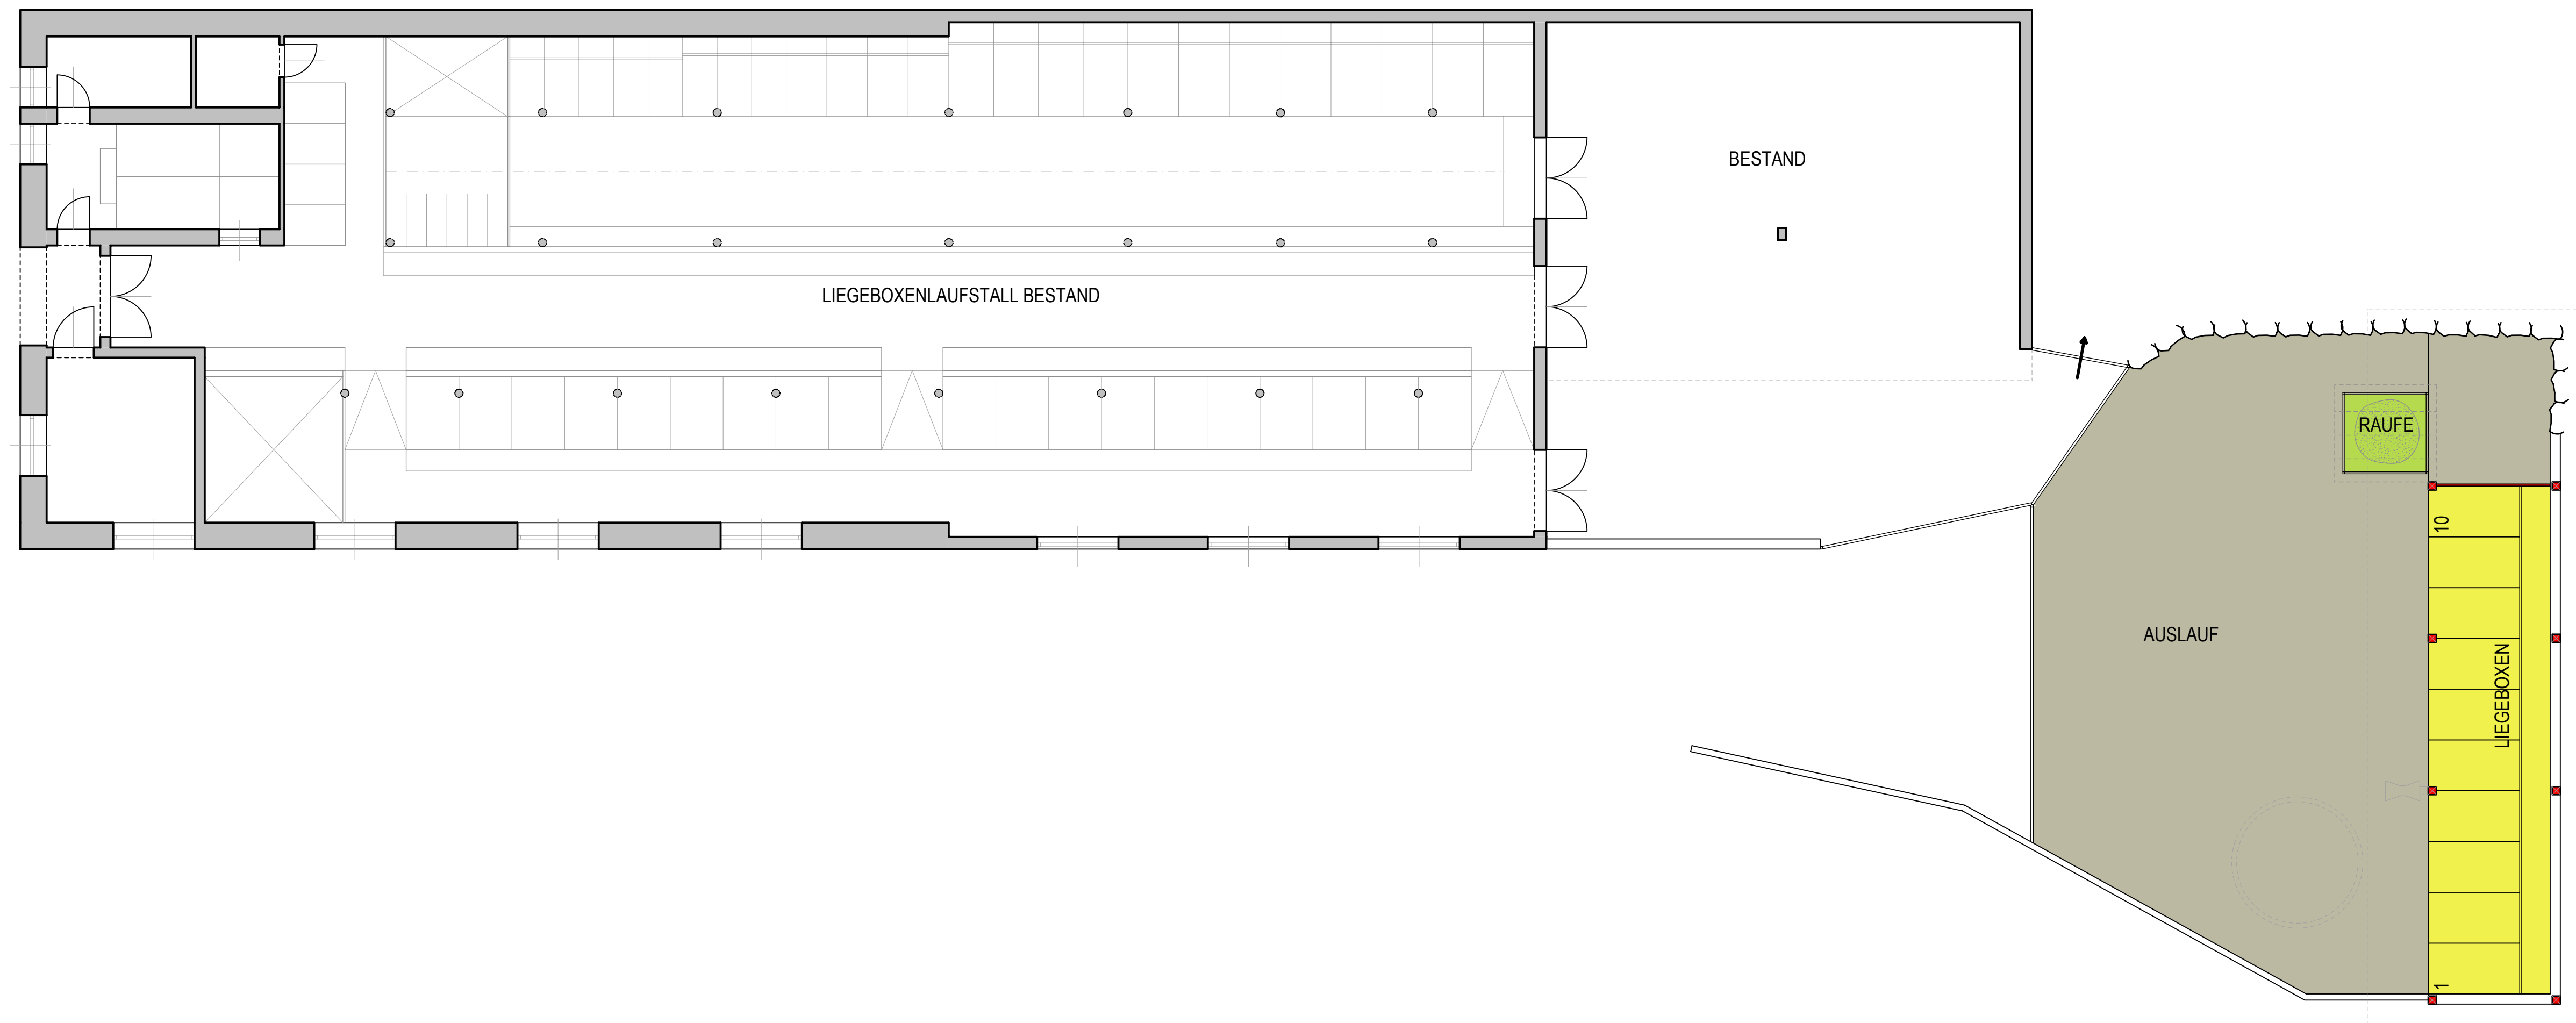 BESTAND
LIEGEBOXENLAUFSTALL BESTAND
RAUFE
10
AUSLAUF
LIEGEBOXEN
1